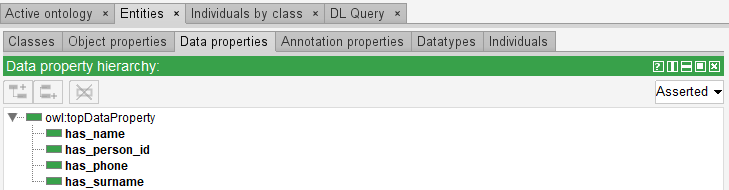 Active ontology × Entities × Individuals by class × DL Query ×
Classes Object properties Data properties Annotation properties Datatypes Individuals
Data property hierarchy:
Asserted
owl:topDataProperty
has_name
has_person_id
has_phone
has_surname